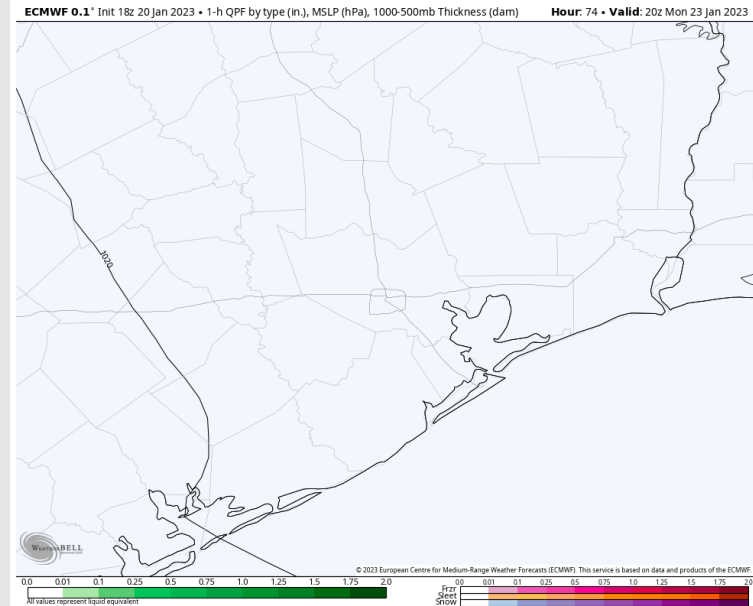 ECMWF 0.1° Init 18z 20 Jan 2023 • 1-h QPF by type (in.), MSLP (hPa), 1000-500mb Thickness (dam) Hour: 74 • Valid: 20z Mon 23 Jan 2023
1020
WEATHERBELL
© 2023 European Centre for Medium-Range Weather Forecasts (ECMWF). This service is based on data and products of the ECMWF.
0.0 0.01 0.1 0.25 0.5 0.75 1.0 1.25 1.5 1.75 2.0
All values represent liquid equivalent
0.0 0.01 0.1 0.25 0.5 0.75 1.0 1.25 1.5 1.75 2.0
Frzr
Sleet
Snow